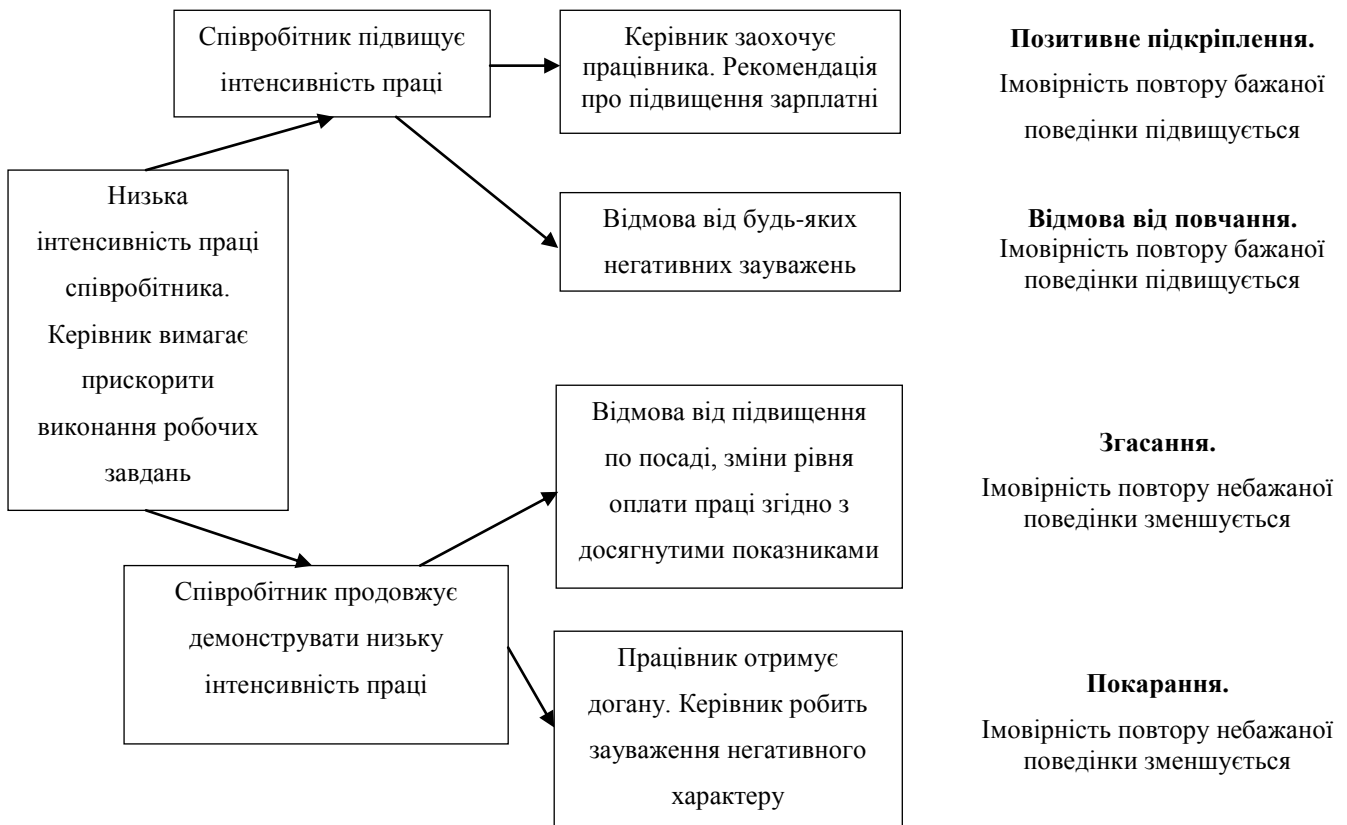 Співробітник підвищує
інтенсивність праці
Керівник заохочує
працівника. Рекомендація
про підвищення зарплатні
Позитивне підкріплення.
Імовірність повтору бажаної
поведінки підвищується
Низька
інтенсивність праці
співробітника.
Керівник вимагає
прискорити
виконання робочих
завдань
Відмова від будь-яких
негативних зауважень
Відмова від повчання.
Імовірність повтору бажаної
поведінки підвищується
Відмова від підвищення
по посаді, зміни рівня
оплати праці згідно з
досягнутими показниками
Згасання.
Імовірність повтору небажаної
поведінки зменшується
Співробітник продовжує
демонструвати низьку
інтенсивність праці
Працівник отримує
догану. Керівник робить
зауваження негативного
характеру
Покарання.
Імовірність повтору небажаної
поведінки зменшується